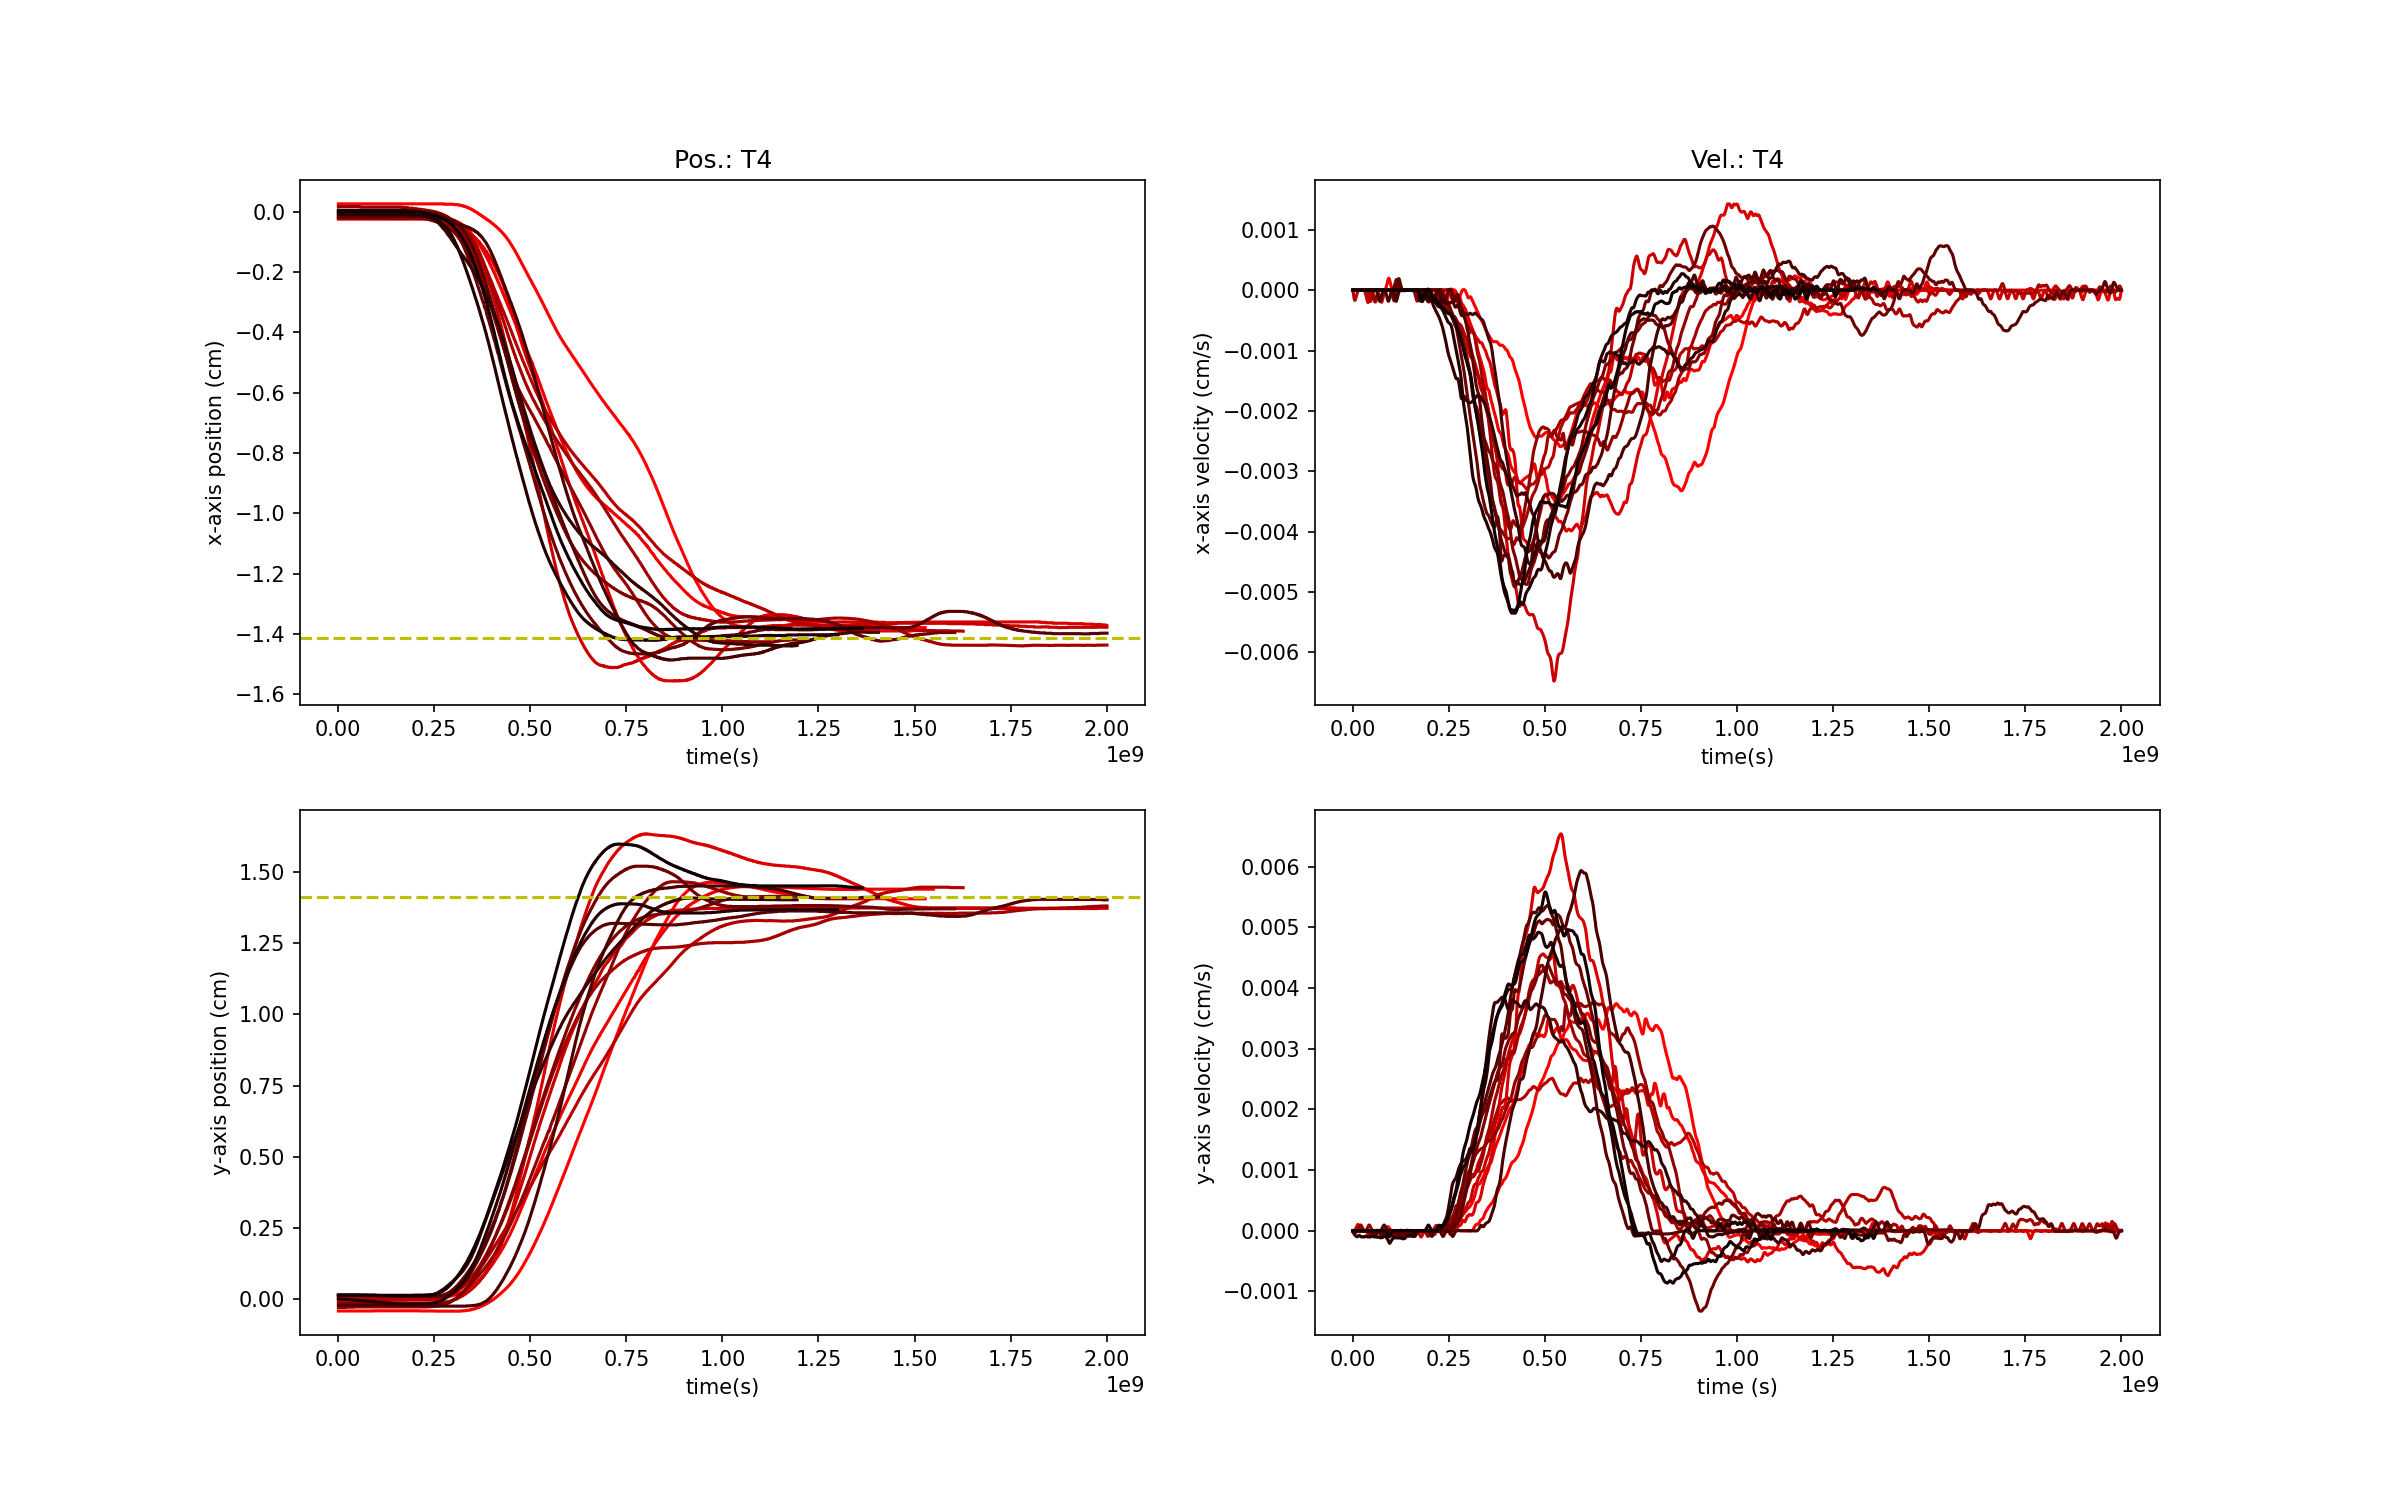 Pos.: T4
x-axis position (cm)
0.0
−0.2
−0.4
−0.6
−0.8
−1.0
−1.2
−1.4
−1.6
0.00 0.25 0.50 0.75 1.00 1.25 1.50 1.75 2.00
1e9
time(s)
Vel.: T4
x-axis velocity (cm/s)
0.001
0.000
−0.001
−0.002
−0.003
−0.004
−0.005
−0.006
0.00 0.25 0.50 0.75 1.00 1.25 1.50 1.75 2.00
1e9
time(s)
y-axis position (cm)
1.50
1.25
1.00
0.75
0.50
0.25
0.00
0.00 0.25 0.50 0.75 1.00 1.25 1.50 1.75 2.00
1e9
time(s)
y-axis velocity (cm/s)
0.006
0.005
0.004
0.003
0.002
0.001
0.000
−0.001
0.00 0.25 0.50 0.75 1.00 1.25 1.50 1.75 2.00
1e9
time (s)